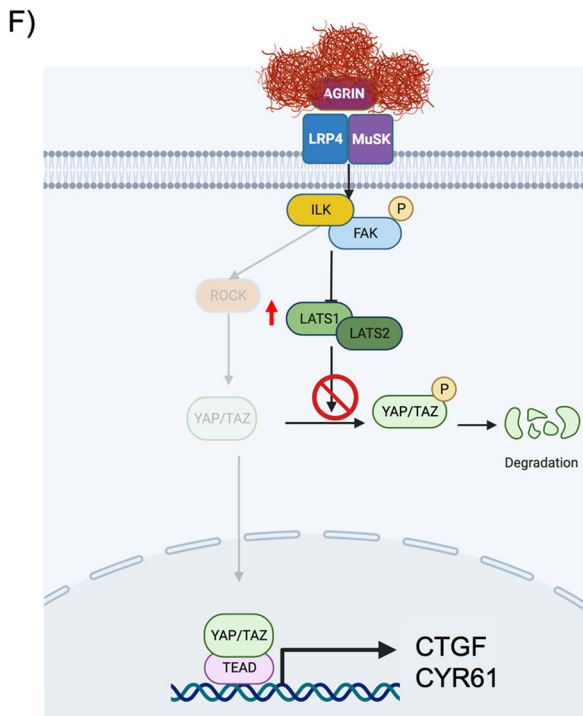 F)
AGRIN
LRP4 MuSK
ILK
P
FAK
ROCK
LATS1
LATS2
P
YAP/TAZ
YAP/TAZ
Degradation
YAP/TAZ
TEAD
CTGF
CYR61